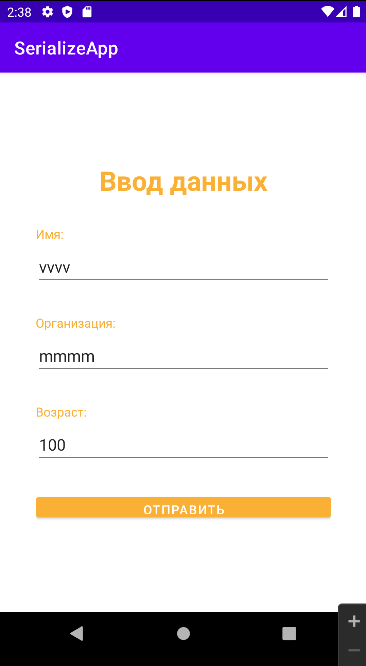 2:38
SerializeApp
Ввод данных
Имя:
vvvv
Организация:
mmmm
Возраст:
100
ОТПРАВИТЬ